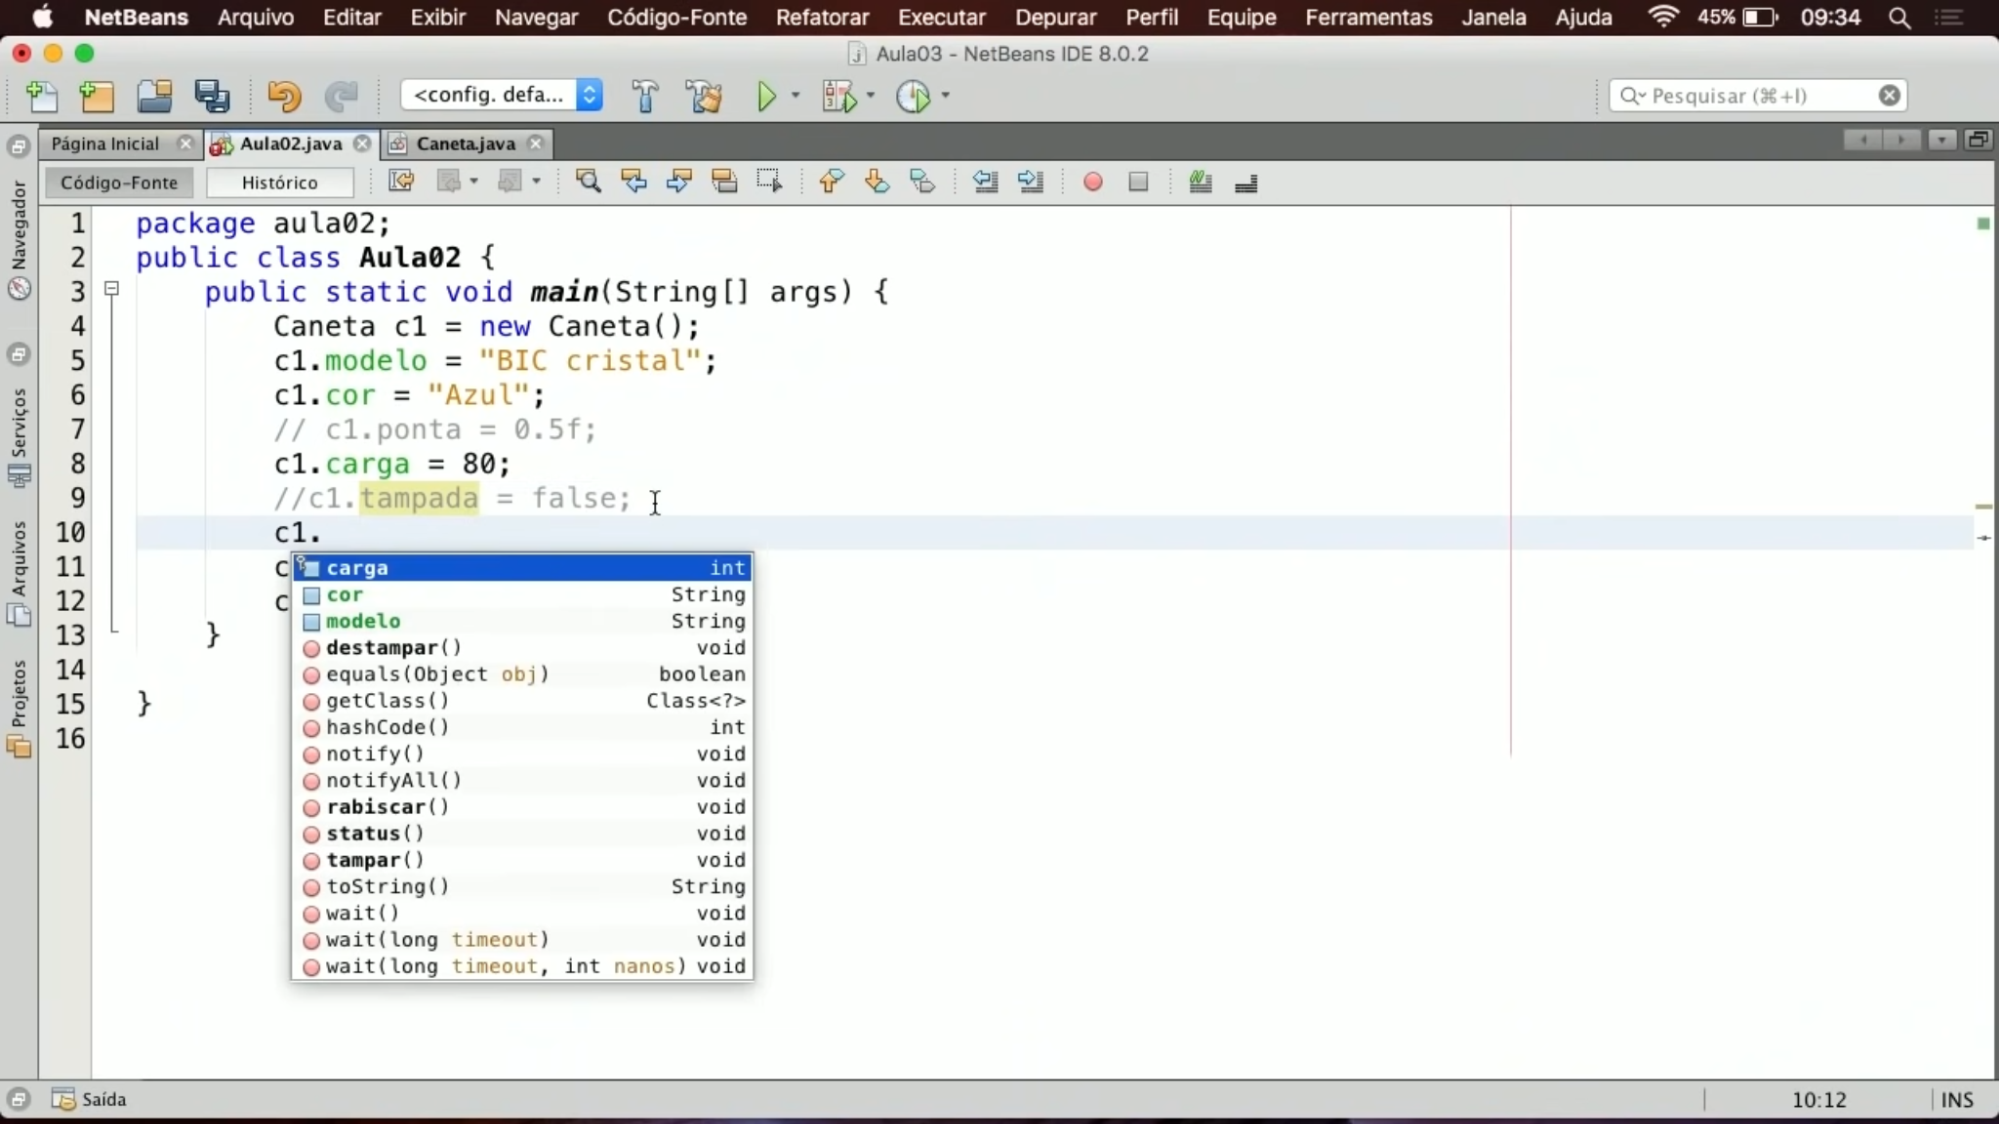 NetBeans Arquivo Editar Exibir Navegar Código-Fonte Refatorar Executar Depurar Perfil Equipe Ferramentas Janela Ajuda 45% 09:34
Aula03 - NetBeans IDE 8.0.2
<config. defa... Pesquisar (⌘+I)
Página Inicial Aula02.java Caneta.java
Código-Fonte Histórico
Navegador
Serviços
Arquivos
Projetos
1 package aula02;
2 public class Aula02 {
3 public static void main(String[] args) {
4 Caneta c1 = new Caneta();
5 c1.modelo = "BIC cristal";
6 c1.cor = "Azul";
7 // c1.ponta = 0.5f;
8 c1.carga = 80;
9 //c1.tampada = false;
10 c1.
11 c
12 c
13 }
14
15 }
16
carga int
cor String
modelo String
destampar() void
equals(Object obj) boolean
getClass() Class<?>
hashCode() int
notify() void
notifyAll() void
rabiscar() void
status() void
tampar() void
toString() String
wait() void
wait(long timeout) void
wait(long timeout, int nanos) void
Saída 10:12 INS